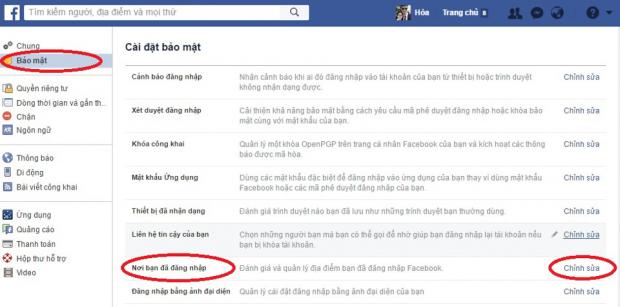 f Tìm kiếm người, địa điểm và mọi thứ Hóa Trang chủ 8
Chung
Bảo mật
Quyền riêng tư
Dòng thời gian và gắn th...
Chặn
Ngôn ngữ
Thông báo
Di động
Bài viết công khai
Ứng dụng
Quảng cáo
Thanh toán
Hộp thư hỗ trợ
Video
Cài đặt bảo mật
Cảnh báo đăng nhập Nhận cảnh báo khi ai đó đăng nhập vào tài khoản của bạn từ thiết bị hoặc trình duyệt Chỉnh sửa
không nhận dạng được.
Xét duyệt đăng nhập Cải thiện khả năng bảo mật bằng cách yêu cầu mã phê duyệt đăng nhập hoặc khóa bảo Chỉnh sửa
mật cùng với mật khẩu của bạn.
Khóa công khai Quản lý một khóa OpenPGP trên trang cá nhân Facebook của bạn và kích hoạt các thông Chỉnh sửa
báo được mã hóa.
Mật khẩu Ứng dụng Dùng các mật khẩu đặc biệt để đăng nhập vào ứng dụng của bạn thay vì dùng mật khẩu Chỉnh sửa
Facebook hoặc các mã phê duyệt đăng nhập của bạn.
Thiết bị đã nhận dạng Đánh giá trình duyệt nào bạn đã lưu như những trình duyệt bạn thường dùng. Chỉnh sửa
Liên hệ tin cậy của bạn Chọn những người bạn mà bạn có thể gọi để nhờ giúp bạn đăng nhập lại tài khoản nếu Chỉnh sửa
bạn bị khóa tài khoản.
Nơi bạn đã đăng nhập Đánh giá và quản lý địa điểm bạn đã đăng nhập Facebook. Chỉnh sửa
Đăng nhập bằng ảnh đại diện Quản lý cài đặt đăng nhập bằng ảnh đại diện của bạn Chỉnh sửa